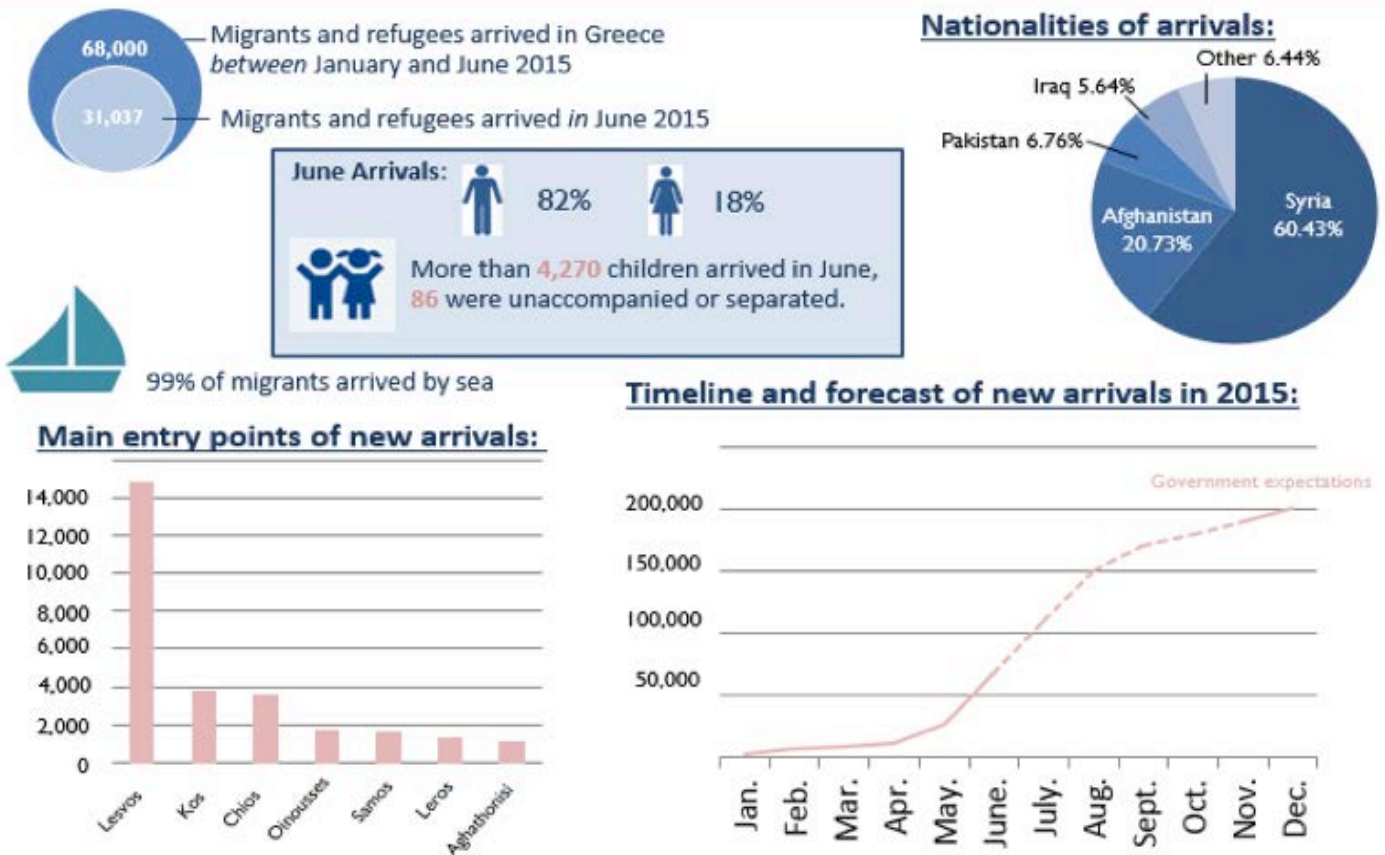 68,000
Migrants and refugees arrived in Greece
between January and June 2015
31,037
Migrants and refugees arrived in June 2015
June Arrivals:
82%
18%
More than 4,270 children arrived in June,
86 were unaccompanied or separated.
99% of migrants arrived by sea
Nationalities of arrivals:
Other 6.44%
Iraq 5.64%
Pakistan 6.76%
Afghanistan
20.73%
Syria
60.43%
Main entry points of new arrivals:
14,000
12,000
10,000
8,000
6,000
4,000
2,000
0
Lesvos
Kos
Chios
Oinousses
Samos
Leros
Aghathonisi
Timeline and forecast of new arrivals in 2015:
Government expectations
200,000
150,000
100,000
50,000
Jan.
Feb.
Mar.
Apr.
May.
June.
July.
Aug.
Sept.
Oct.
Nov.
Dec.